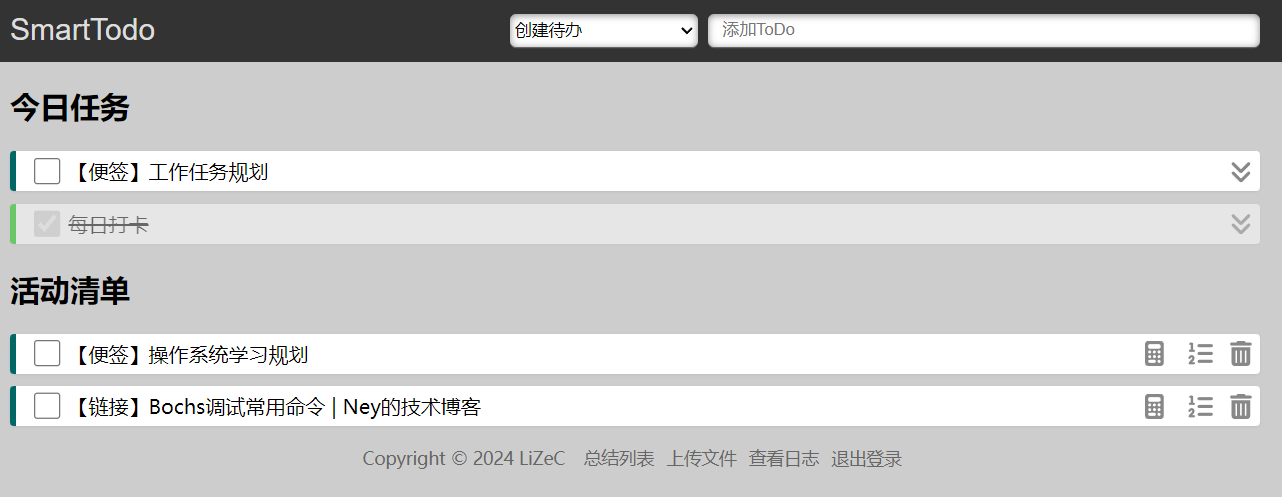 SmartTodo 创建待办 添加ToDo
今日任务
【便签】工作任务规划
每日打卡
活动清单
【便签】操作系统学习规划
【链接】Bochs调试常用命令 | Ney的技术博客
Copyright © 2024 LiZeC 总结列表 上传文件 查看日志 退出登录